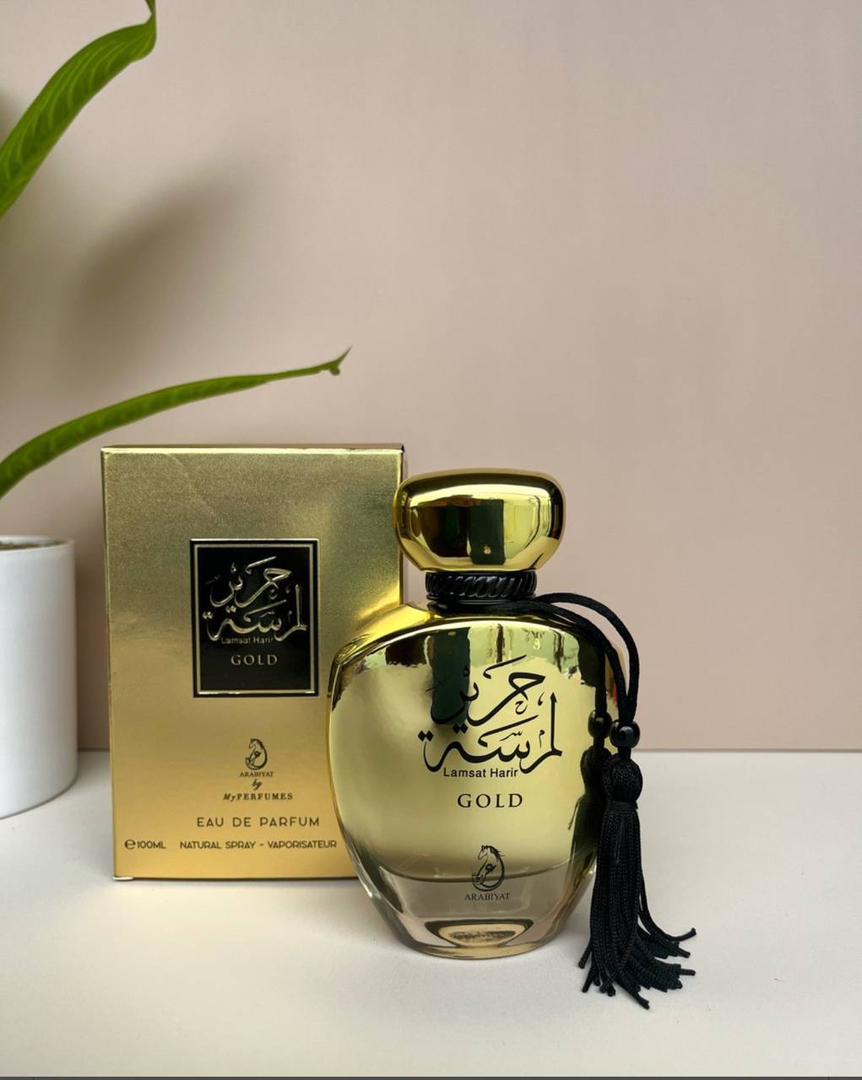 حرير
لمسة
Lamsat Harir
GOLD
ARABIYAT
by
MyPERFUMES
EAU DE PARFUM
℮100ML NATURAL SPRAY - VAPORISATEUR
حرير
لمسة
Lamsat Harir
GOLD
ARABIYAT